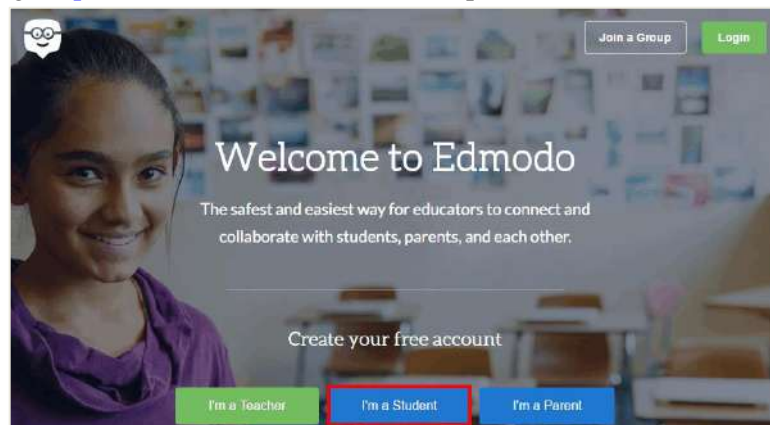 Join a Group
Login
Welcome to Edmodo
The safest and easiest way for educators to connect and
collaborate with students, parents, and each other.
Create your free account
I'm a Teacher
I'm a Student
I'm a Parent